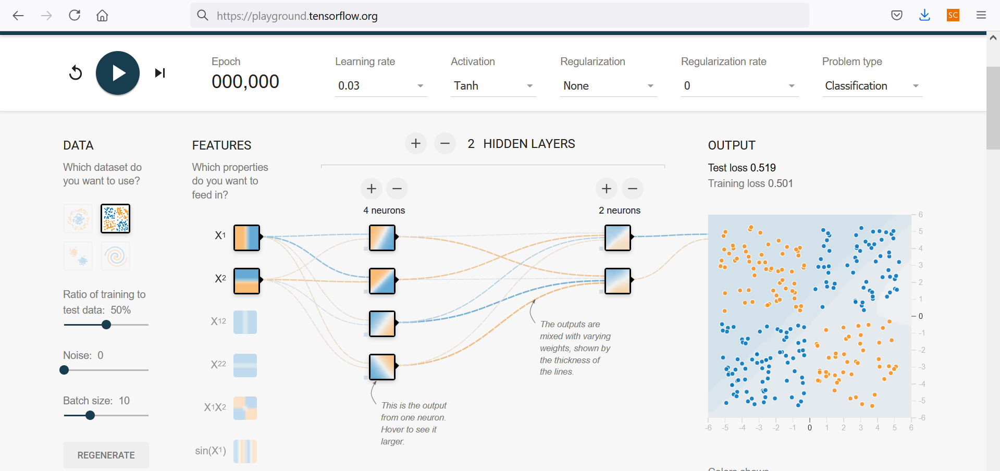 https://playground.tensorflow.org
SC
Epoch
000,000
Learning rate
0.03
Activation
Tanh
Regularization
None
Regularization rate
0
Problem type
Classification
DATA
Which dataset do
you want to use?
Ratio of training to
test data: 50%
Noise: 0
Batch size: 10
REGENERATE
FEATURES
Which properties
do you want to
feed in?
X1
X2
X12
X22
X1X2
sin(X1)
+ − 2 HIDDEN LAYERS
+ −
4 neurons
+ −
2 neurons
This is the output
from one neuron.
Hover to see it
larger.
The outputs are
mixed with varying
weights, shown by
the thickness of
the lines.
OUTPUT
Test loss 0.519
Training loss 0.501
6
5
4
3
2
1
0
-1
-2
-3
-4
-5
-6
-6 -5 -4 -3 -2 -1 0 1 2 3 4 5 6
Colors shows